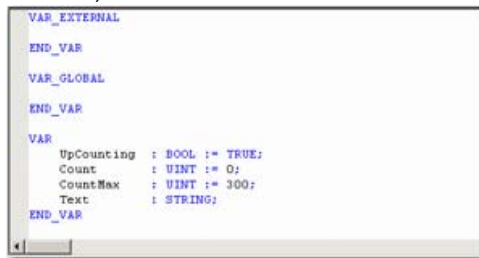 VAR_EXTERNAL
END_VAR
VAR_GLOBAL
END_VAR
VAR
UpCounting : BOOL := TRUE;
Count : UINT := 0;
CountMax : UINT := 300;
Text : STRING;
END_VAR